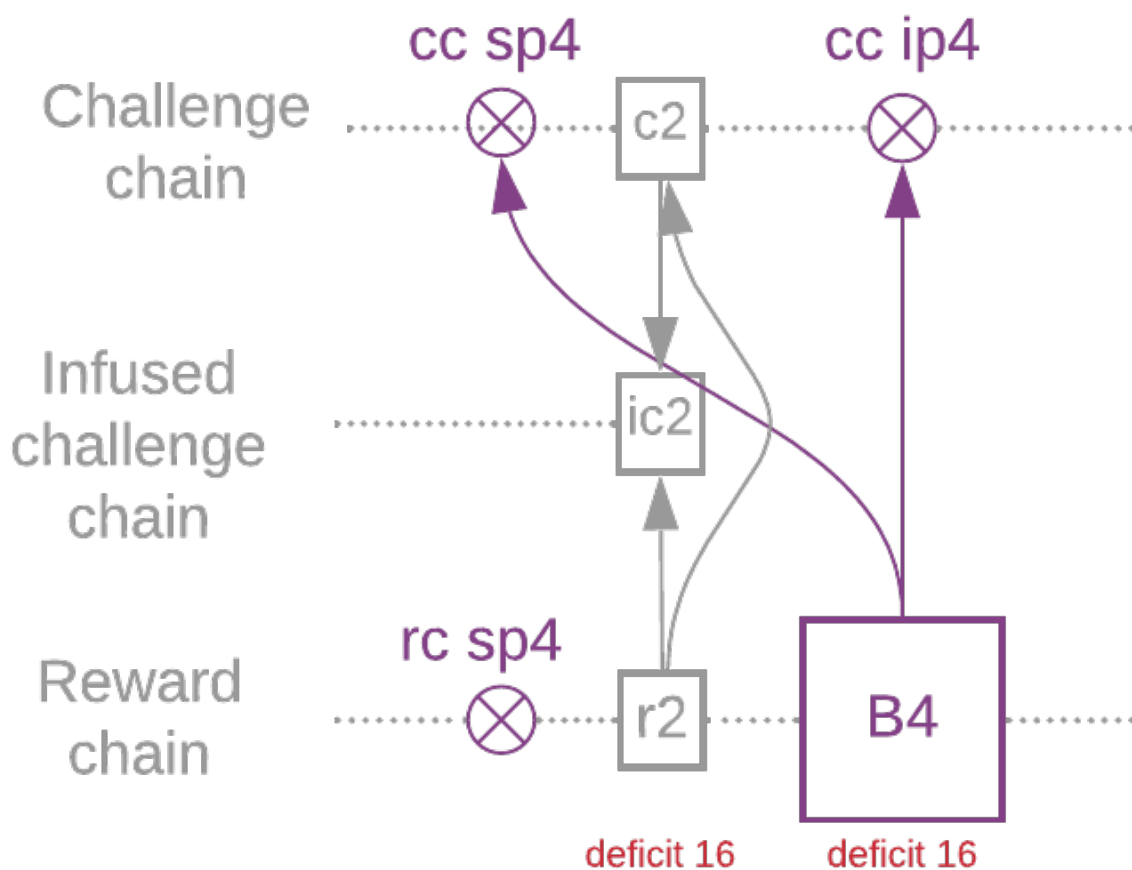 cc sp4
cc ip4
Challenge
chain
c2
Infused
challenge
chain
ic2
rc sp4
Reward
chain
r2
B4
deficit 16
deficit 16